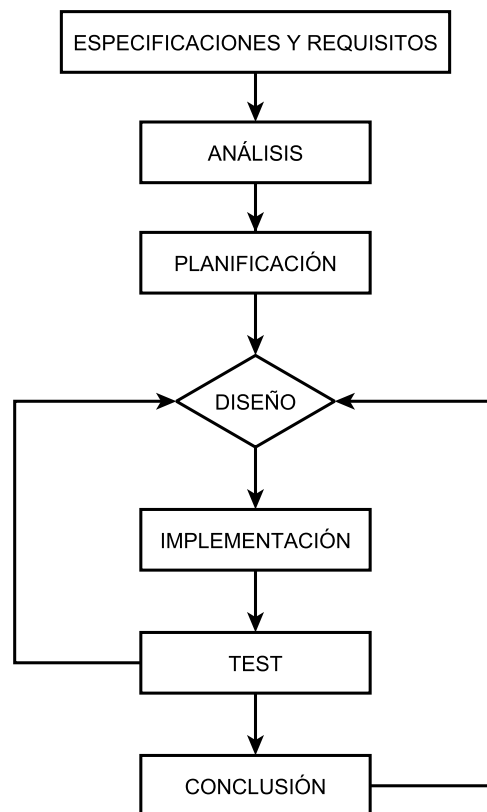 ESPECIFICACIONES Y REQUISITOS
ANÁLISIS
PLANIFICACIÓN
DISEÑO
IMPLEMENTACIÓN
TEST
CONCLUSIÓN